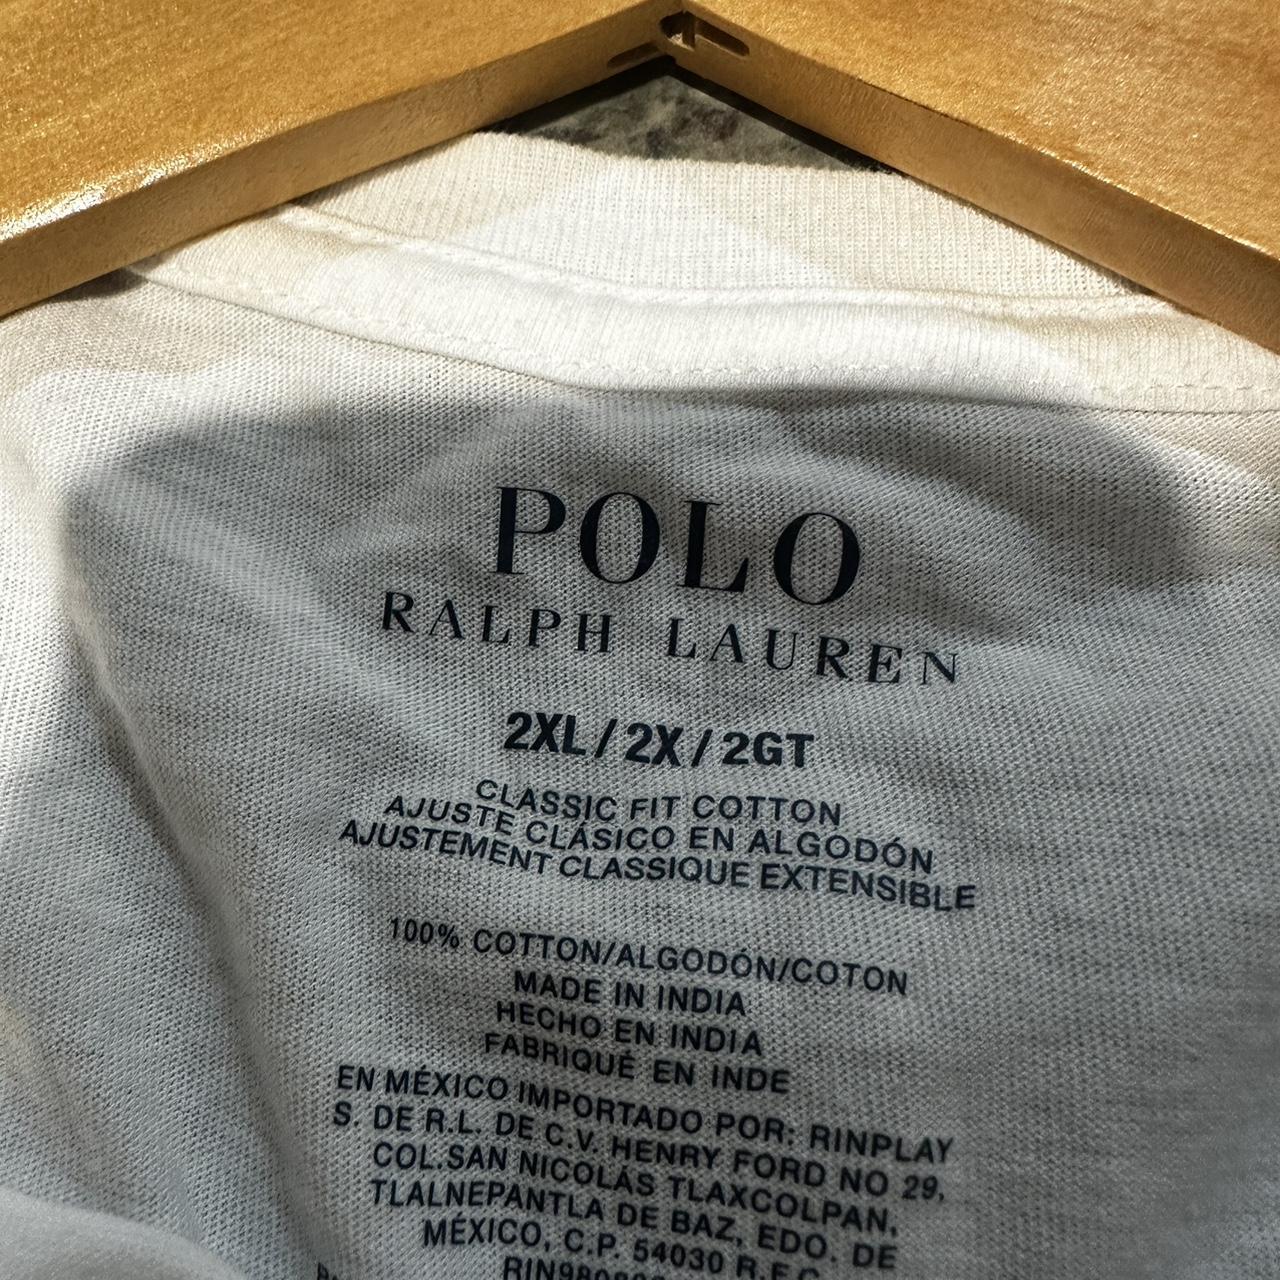 POLO
RALPH LAUREN
2XL/2X/2GT
CLASSIC FIT COTTON
AJUSTE CLÁSICO EN ALGODÓN
AJUSTEMENT CLASSIQUE EXTENSIBLE
100% COTTON/ALGODÓN/COTON
MADE IN INDIA
HECHO EN INDIA
FABRIQUÉ EN INDE
EN MÉXICO IMPORTADO POR: RINPLAY
S. DE R.L. DE C.V. HENRY FORD NO 29,
COL.SAN NICOLÁS TLAXCOLPAN,
TLALNEPANTLA DE BAZ, EDO. DE
MÉXICO, C.P. 54030 R.F.C.